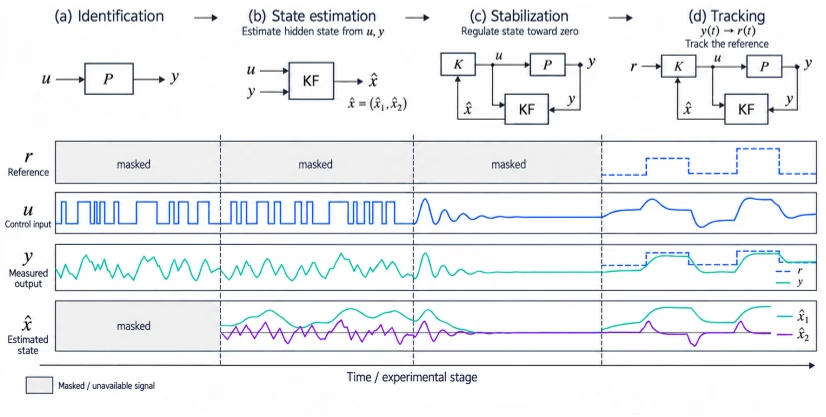 (a) Identification → (b) State estimation → (c) Stabilization → (d) Tracking
Estimate hidden state from u, y
Regulate state toward zero
y(t) → r(t)
Track the reference
u P y
u
y
KF
x̂
x̂ = (x̂₁, x̂₂)
K u P y
x̂ KF y
r K u P y
x̂ KF y
r
Reference
masked
masked
masked
u
Control input
y
Measured
output
r
y
x̂
Estimated
state
masked
x̂₁
x̂₂
Time / experimental stage
Masked / unavailable signal